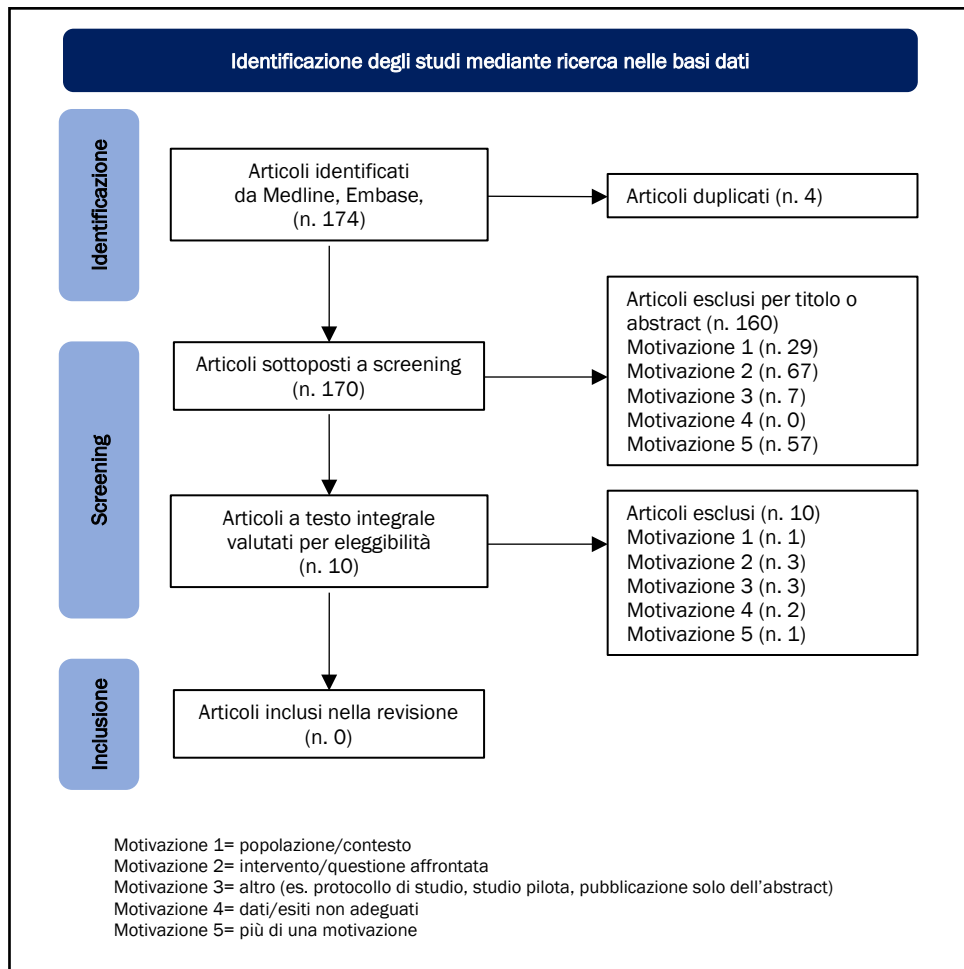 Identificazione degli studi mediante ricerca nelle basi dati
Identificazione
Articoli identificati
da Medline, Embase,
(n. 174)
Articoli duplicati (n. 4)
Screening
Articoli sottoposti a screening
(n. 170)
Articoli esclusi per titolo o
abstract (n. 160)
Motivazione 1 (n. 29)
Motivazione 2 (n. 67)
Motivazione 3 (n. 7)
Motivazione 4 (n. 0)
Motivazione 5 (n. 57)
Articoli a testo integrale
valutati per eleggibilità
(n. 10)
Articoli esclusi (n. 10)
Motivazione 1 (n. 1)
Motivazione 2 (n. 3)
Motivazione 3 (n. 3)
Motivazione 4 (n. 2)
Motivazione 5 (n. 1)
Inclusione
Articoli inclusi nella revisione
(n. 0)
Motivazione 1= popolazione/contesto
Motivazione 2= intervento/questione affrontata
Motivazione 3= altro (es. protocollo di studio, studio pilota, pubblicazione solo dell'abstract)
Motivazione 4= dati/esiti non adeguati
Motivazione 5= più di una motivazione